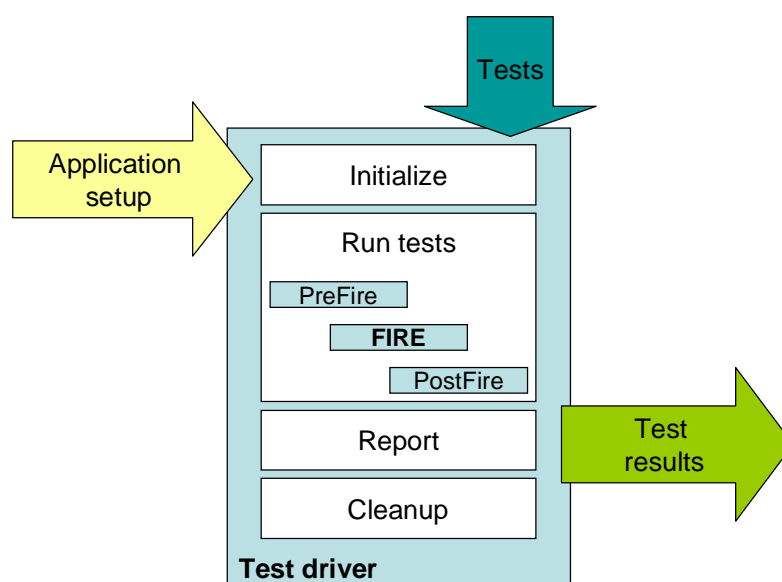 Tests
Application
setup
Initialize
Run tests
PreFire
FIRE
PostFire
Report
Test
results
Cleanup
Test driver